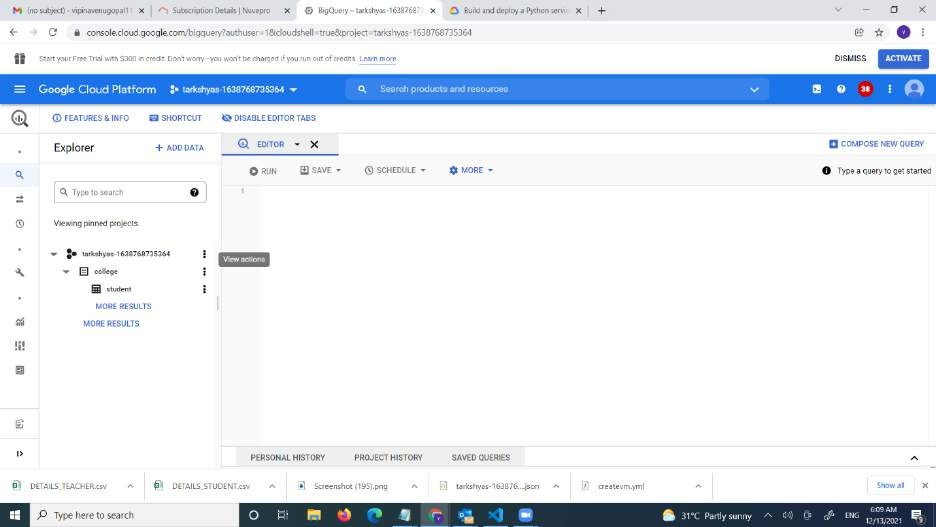 (no subject) - vipinavenugopal11
Subscription Details | Nuvepro
BigQuery – tarkshyas-1638768735
Build and deploy a Python service
console.cloud.google.com/bigquery?authuser=1&cloudshell=true&project=tarkshyas-1638768735364
V
Start your Free Trial with $300 in credit. Don't worry—you won't be charged if you run out of credits. Learn more
DISMISS
ACTIVATE
Google Cloud Platform
tarkshyas-1638768735364
Search products and resources
38
FEATURES & INFO
SHORTCUT
DISABLE EDITOR TABS
Explorer
+ ADD DATA
EDITOR
COMPOSE NEW QUERY
RUN
SAVE
SCHEDULE
MORE
Type a query to get started
Type to search
1
Viewing pinned projects.
tarkshyas-1638768735364
View actions
college
student
MORE RESULTS
MORE RESULTS
PERSONAL HISTORY
PROJECT HISTORY
SAVED QUERIES
DETAILS_TEACHER.csv
DETAILS_STUDENT.csv
Screenshot (195).png
tarkshyas-163876....json
createvm.yml
Show all
Type here to search
31°C Partly sunny
ENG
6:09 AM
12/13/2021